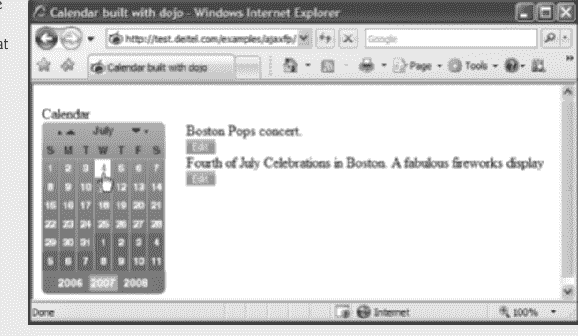 at
Calendar built with dojo - Windows Internet Explorer
http://test.deitel.com/examples/ajaxfp/
Google
Calendar built with dojo
Page
Tools
Calendar
July
S M T W T F S
1 2 3 4 5 6 7
8 9 10 12 13 14
15 16 17 18 19 20 21
22 23 24 25 26 27 28
29 30 31 1 2 3 4
5 6 7 8 9 10 11
2006 2007 2008
Boston Pops concert.
Edit
Fourth of July Celebrations in Boston. A fabulous fireworks display
Edit
Done
Internet
100%